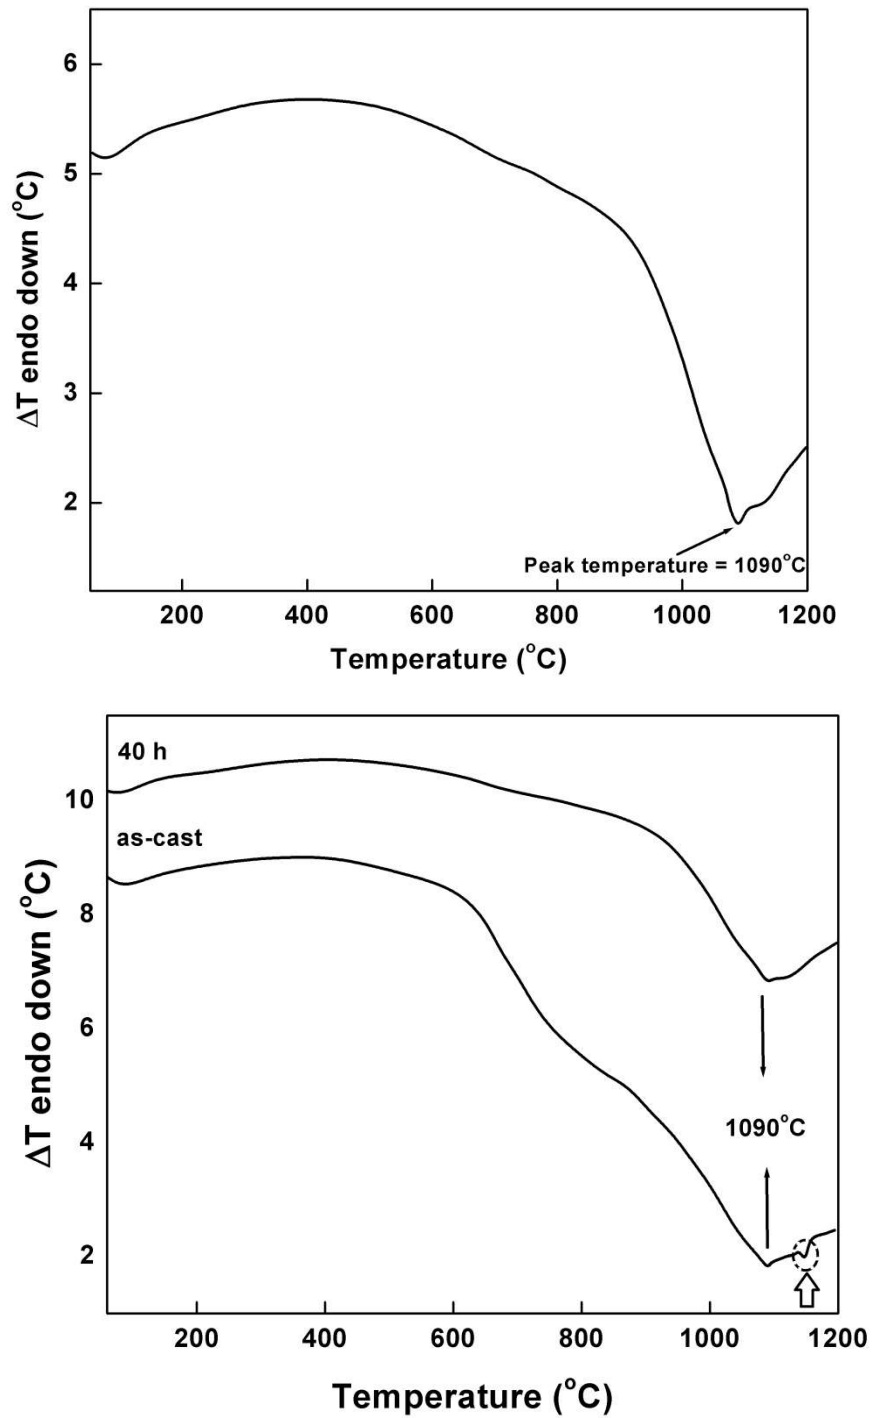 6
5
4
3
2
ΔT endo down (°C)
Peak temperature = 1090°C
200 400 600 800 1000 1200
Temperature (°C)
40 h
as-cast
10
8
6
4
2
ΔT endo down (°C)
1090°C
200 400 600 800 1000 1200
Temperature (°C)